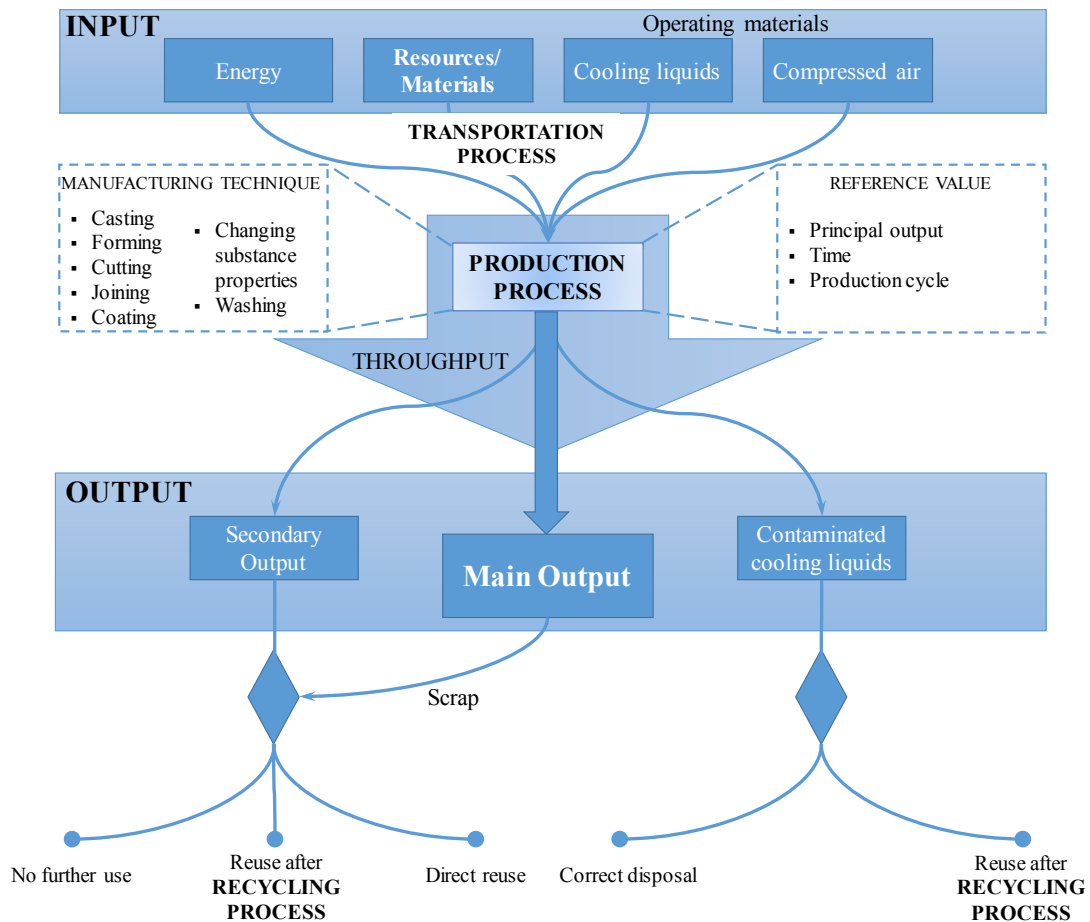 INPUT
Operating materials
Energy
Resources/
Materials
Cooling liquids
Compressed air
TRANSPORTATION
PROCESS
MANUFACTURING TECHNIQUE
▪ Casting
▪ Forming
▪ Cutting
▪ Joining
▪ Coating
▪ Changing
substance
properties
▪ Washing
PRODUCTION
PROCESS
REFERENCE VALUE
▪ Principal output
▪ Time
▪ Production cycle
THROUGHPUT
OUTPUT
Secondary
Output
Main Output
Contaminated
cooling liquids
Scrap
No further use
Reuse after
RECYCLING
PROCESS
Direct reuse
Correct disposal
Reuse after
RECYCLING
PROCESS